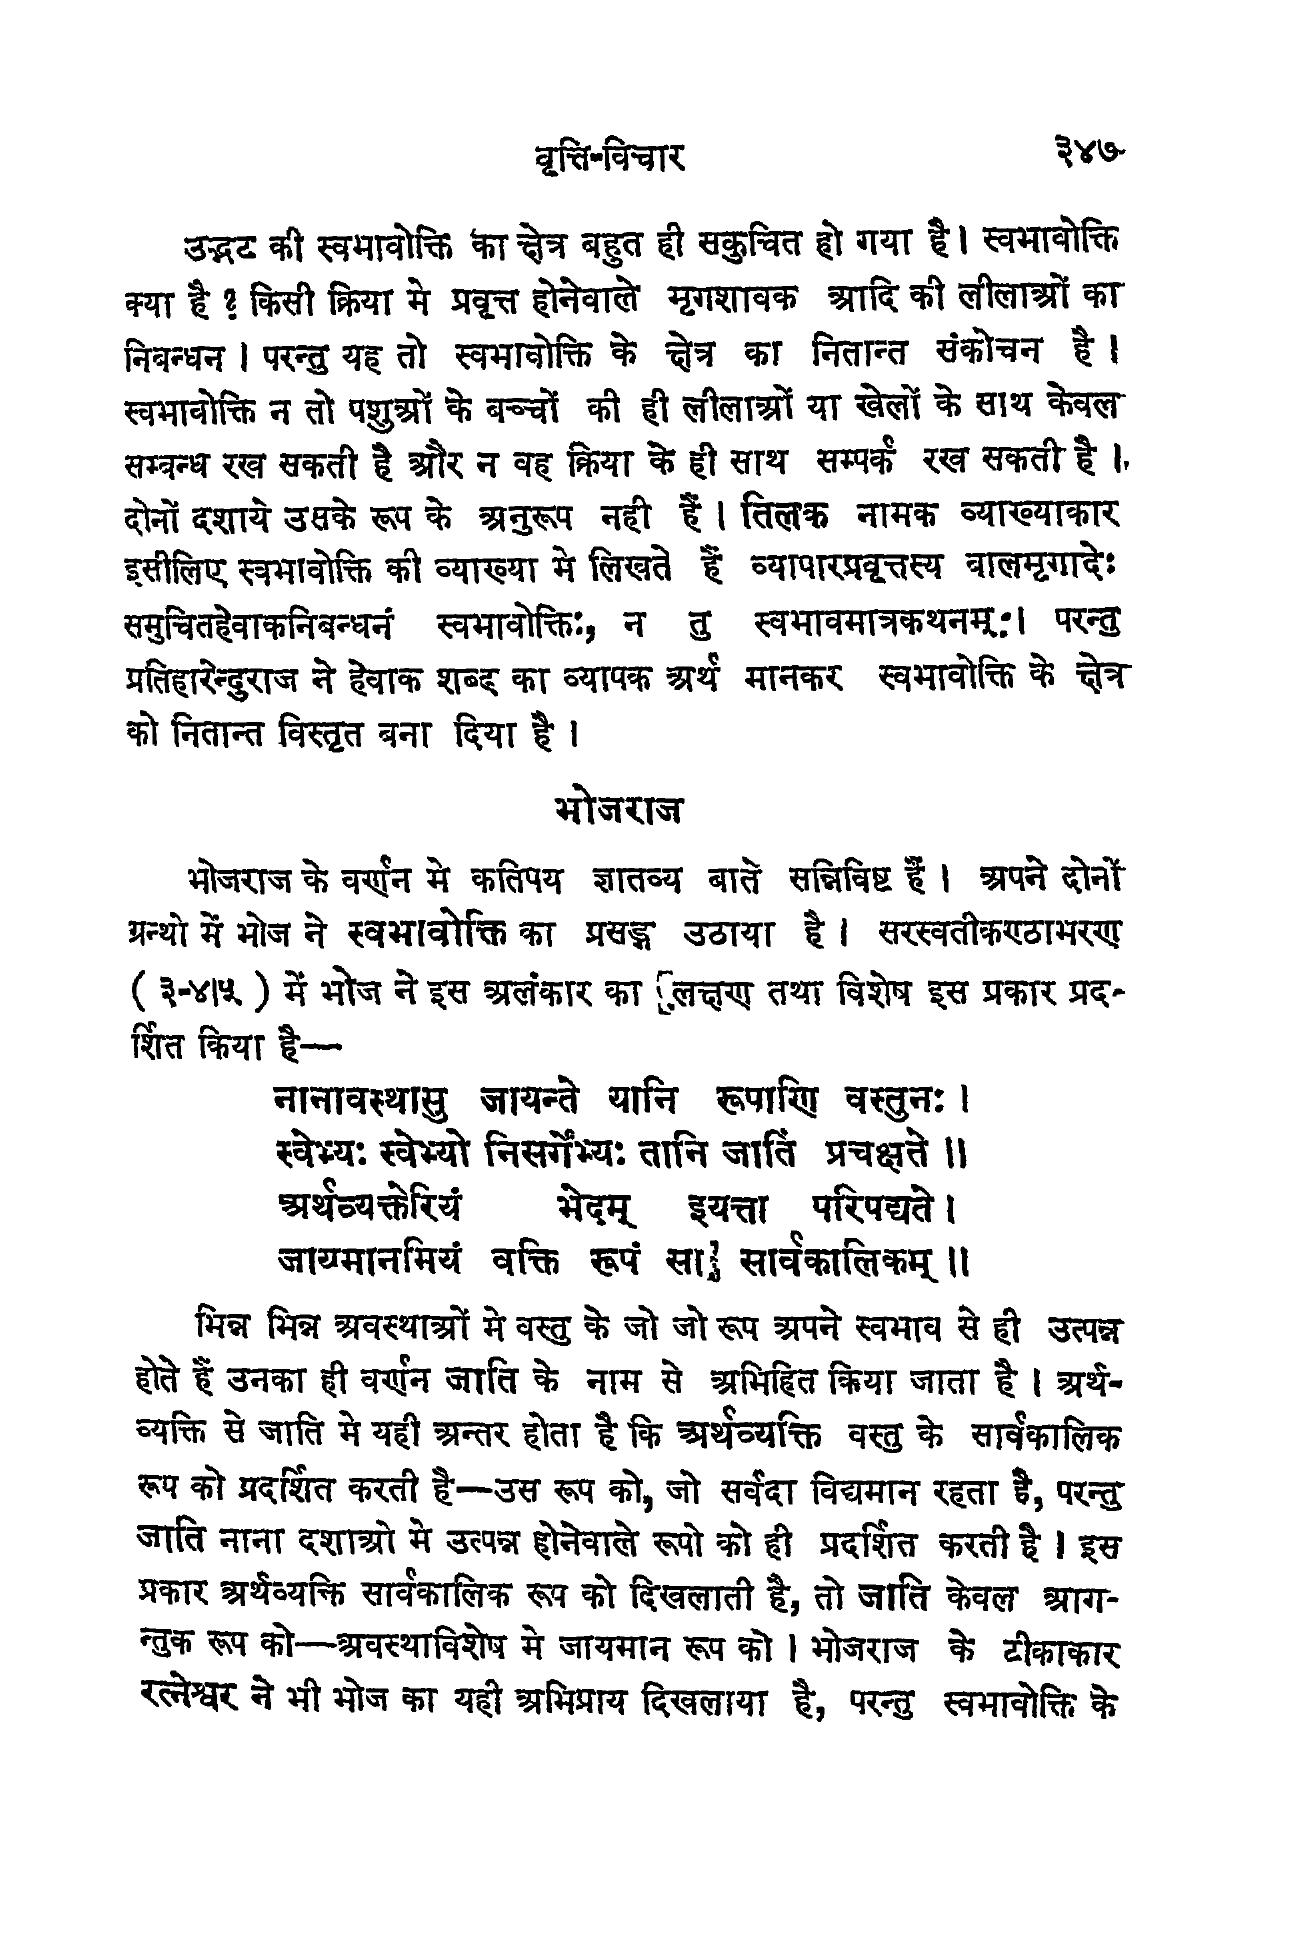 वृत्ति-विचार ३४७
उद्भट की स्वभावोक्ति का क्षेत्र बहुत ही सकुचित हो गया है। स्वभावोक्ति
क्या है ? किसी क्रिया मे प्रवृत्त होनेवाले मृगशावक आदि की लीलाओं का
निबन्धन। परन्तु यह तो स्वभावोक्ति के क्षेत्र का नितान्त संकोचन है।
स्वभावोक्ति न तो पशुओं के बच्चों की ही लीलाओं या खेलों के साथ केवल
सम्बन्ध रख सकती है और न वह क्रिया के ही साथ सम्पर्क रख सकती है।
दोनों दशाये उसके रूप के अनुरूप नही हैं। तिलक नामक व्याख्याकार
इसीलिए स्वभावोक्ति की व्याख्या मे लिखते हैं व्यापारप्रवृत्तस्य वालमृगादेः
समुचितहेवाकनिबन्धनं स्वभावोक्तिः, न तु स्वभावमात्रकथनम्ः। परन्तु
प्रतिहारेन्दुराज ने हेवाक शब्द का व्यापक अर्थ मानकर स्वभावोक्ति के क्षेत्र
को नितान्त विस्तृत बना दिया है।
भोजराज
भोजराज के वर्णन मे कतिपय ज्ञातव्य बाते सन्निविष्ट हैं। अपने दोनों
ग्रन्थो में भोज ने स्वभावोक्ति का प्रसङ्ग उठाया है। सरस्वतीकण्ठाभरण
( ३-४।५ ) में भोज ने इस अलंकार का लक्षण तथा विशेष इस प्रकार प्रद-
र्शित किया है—
नानावस्थासु जायन्ते यानि रूपाणि वस्तुनः।
स्वेभ्यः स्वेभ्यो निसर्गेभ्यः तानि जातिं प्रचक्षते॥
अर्थव्यक्तेरियं भेदम् इयत्ता परिपद्यते।
जायमानमियं वक्ति रूपं सा सार्वकालिकम्॥
भिन्न भिन्न अवस्थाओं मे वस्तु के जो जो रूप अपने स्वभाव से ही उत्पन्न
होते हैं उनका ही वर्णन जाति के नाम से अभिहित किया जाता है। अर्थ-
व्यक्ति से जाति मे यही अन्तर होता है कि अर्थव्यक्ति वस्तु के सार्वकालिक
रूप को प्रदर्शित करती है—उस रूप को, जो सर्वदा विद्यमान रहता है, परन्तु
जाति नाना दशाओ मे उत्पन्न होनेवाले रूपो को ही प्रदर्शित करती है। इस
प्रकार अर्थव्यक्ति सार्वकालिक रूप को दिखलाती है, तो जाति केवल आग-
न्तुक रूप को—अवस्थाविशेष मे जायमान रूप को। भोजराज के टीकाकार
रत्नेश्वर ने भी भोज का यही अभिप्राय दिखलाया है, परन्तु स्वभावोक्ति के